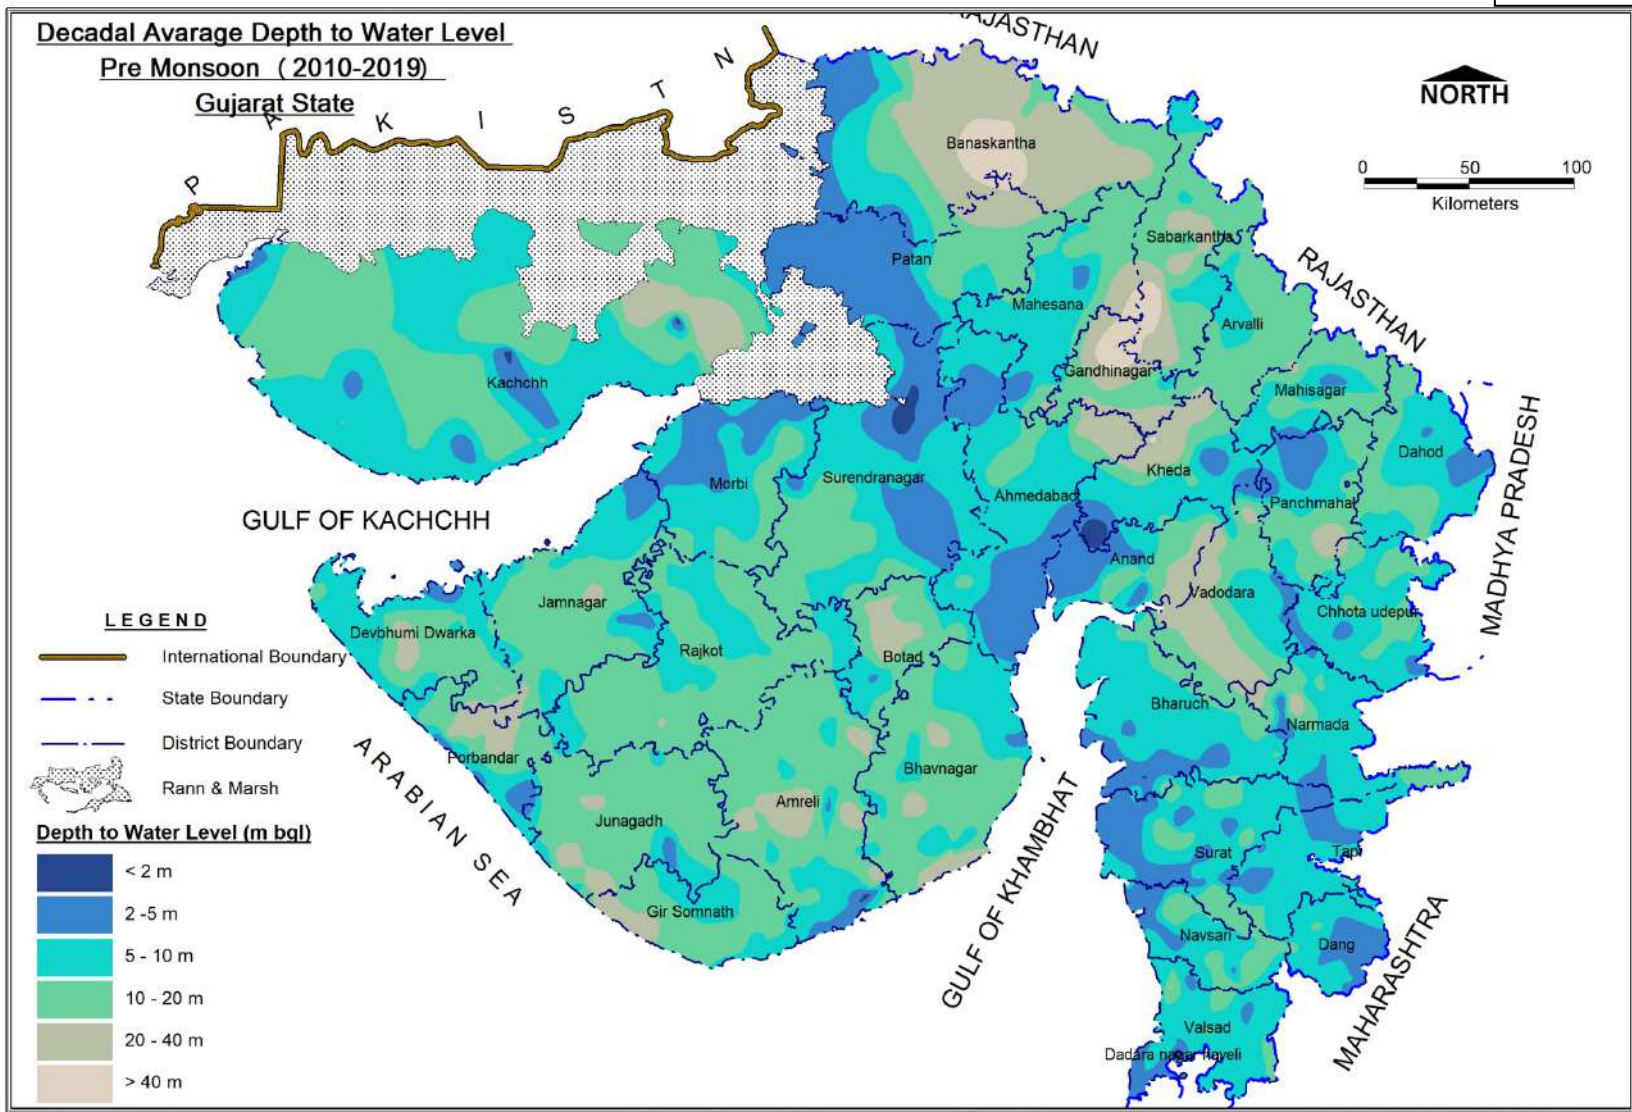 Decadal Avarage Depth to Water Level
Pre Monsoon (2010-2019)
Gujarat State
P A K I S T N
RAJASTHAN
NORTH
0 50 100
Kilometers
Banaskantha
Sabarkantha
Patan
RAJASTHAN
Mahesana
Arvalli
Gandhinagar
Kachchh
Mahisagar
Dahod
MADHYA PRADESH
Kheda
Surendranagar
Morbi
Ahmedabad
Panchmahal
GULF OF KACHCHH
Anand
Vadodara
Jamnagar
Chhota udepur
Devbhumi Dwarka
Rajkot
Botad
Bharuch
Narmada
Porbandar
Bhavnagar
ARABIAN SEA
Amreli
Junagadh
GULF OF KHAMBHAT
Surat
Tapi
Gir Somnath
Navsari
Dang
MAHARASHTRA
Valsad
Dadara nagar haveli
LEGEND
International Boundary
State Boundary
District Boundary
Rann & Marsh
Depth to Water Level (m bgl)
< 2 m
2 -5 m
5 - 10 m
10 - 20 m
20 - 40 m
> 40 m